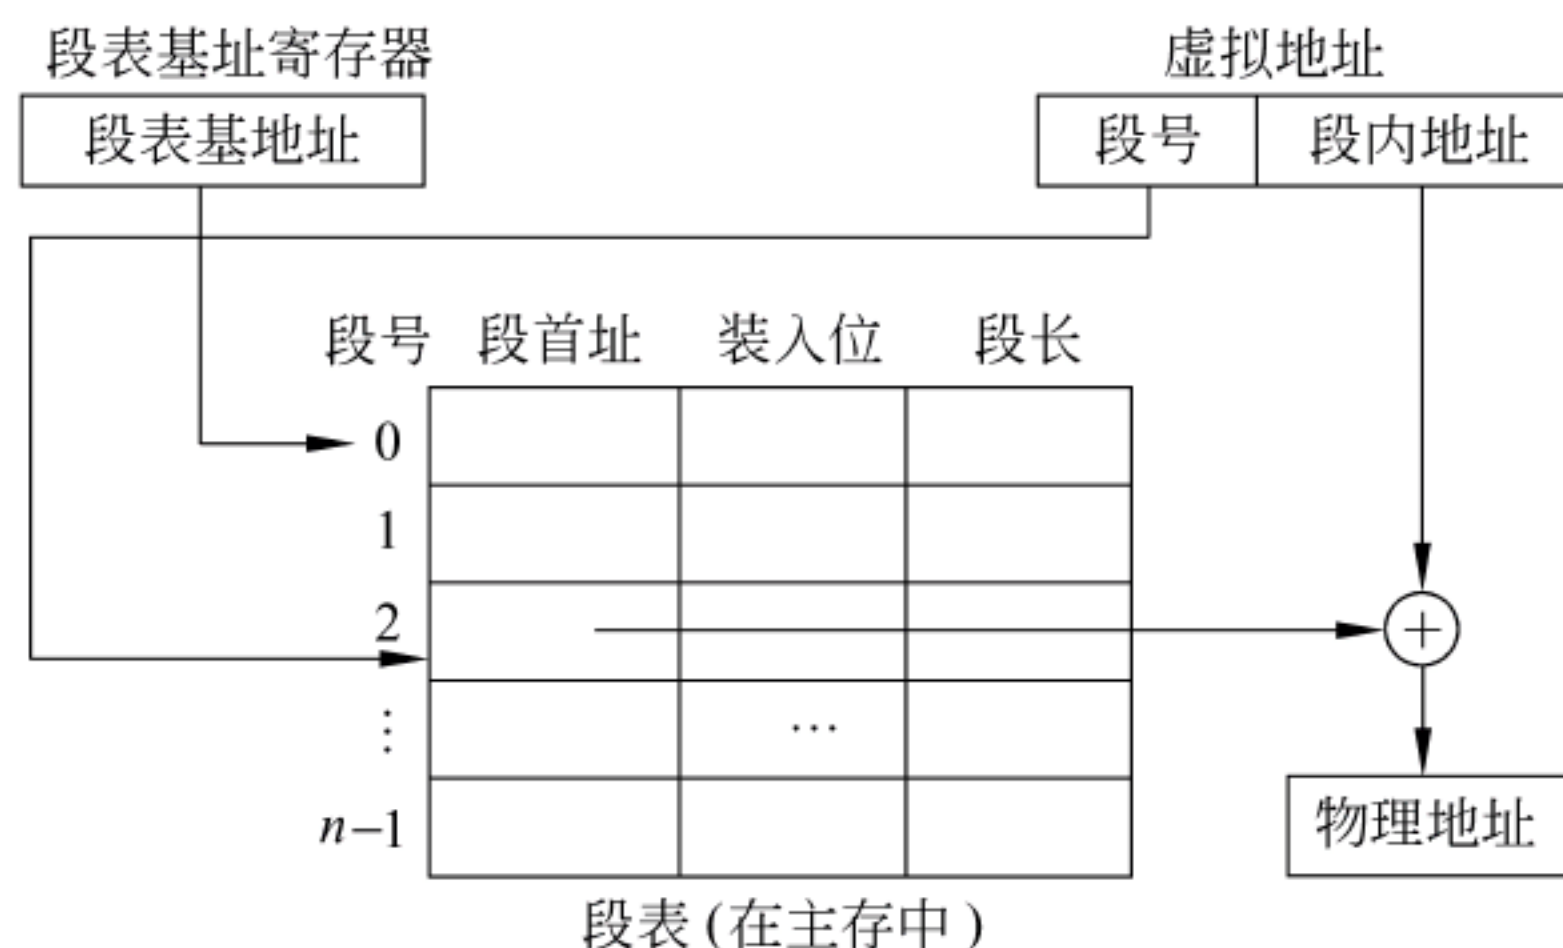 段表基址寄存器
虚拟地址
段表基地址
段号 段内地址
段号 段首址 装入位 段长
0
1
2
⋮ …
n−1
物理地址
段表 (在主存中 )